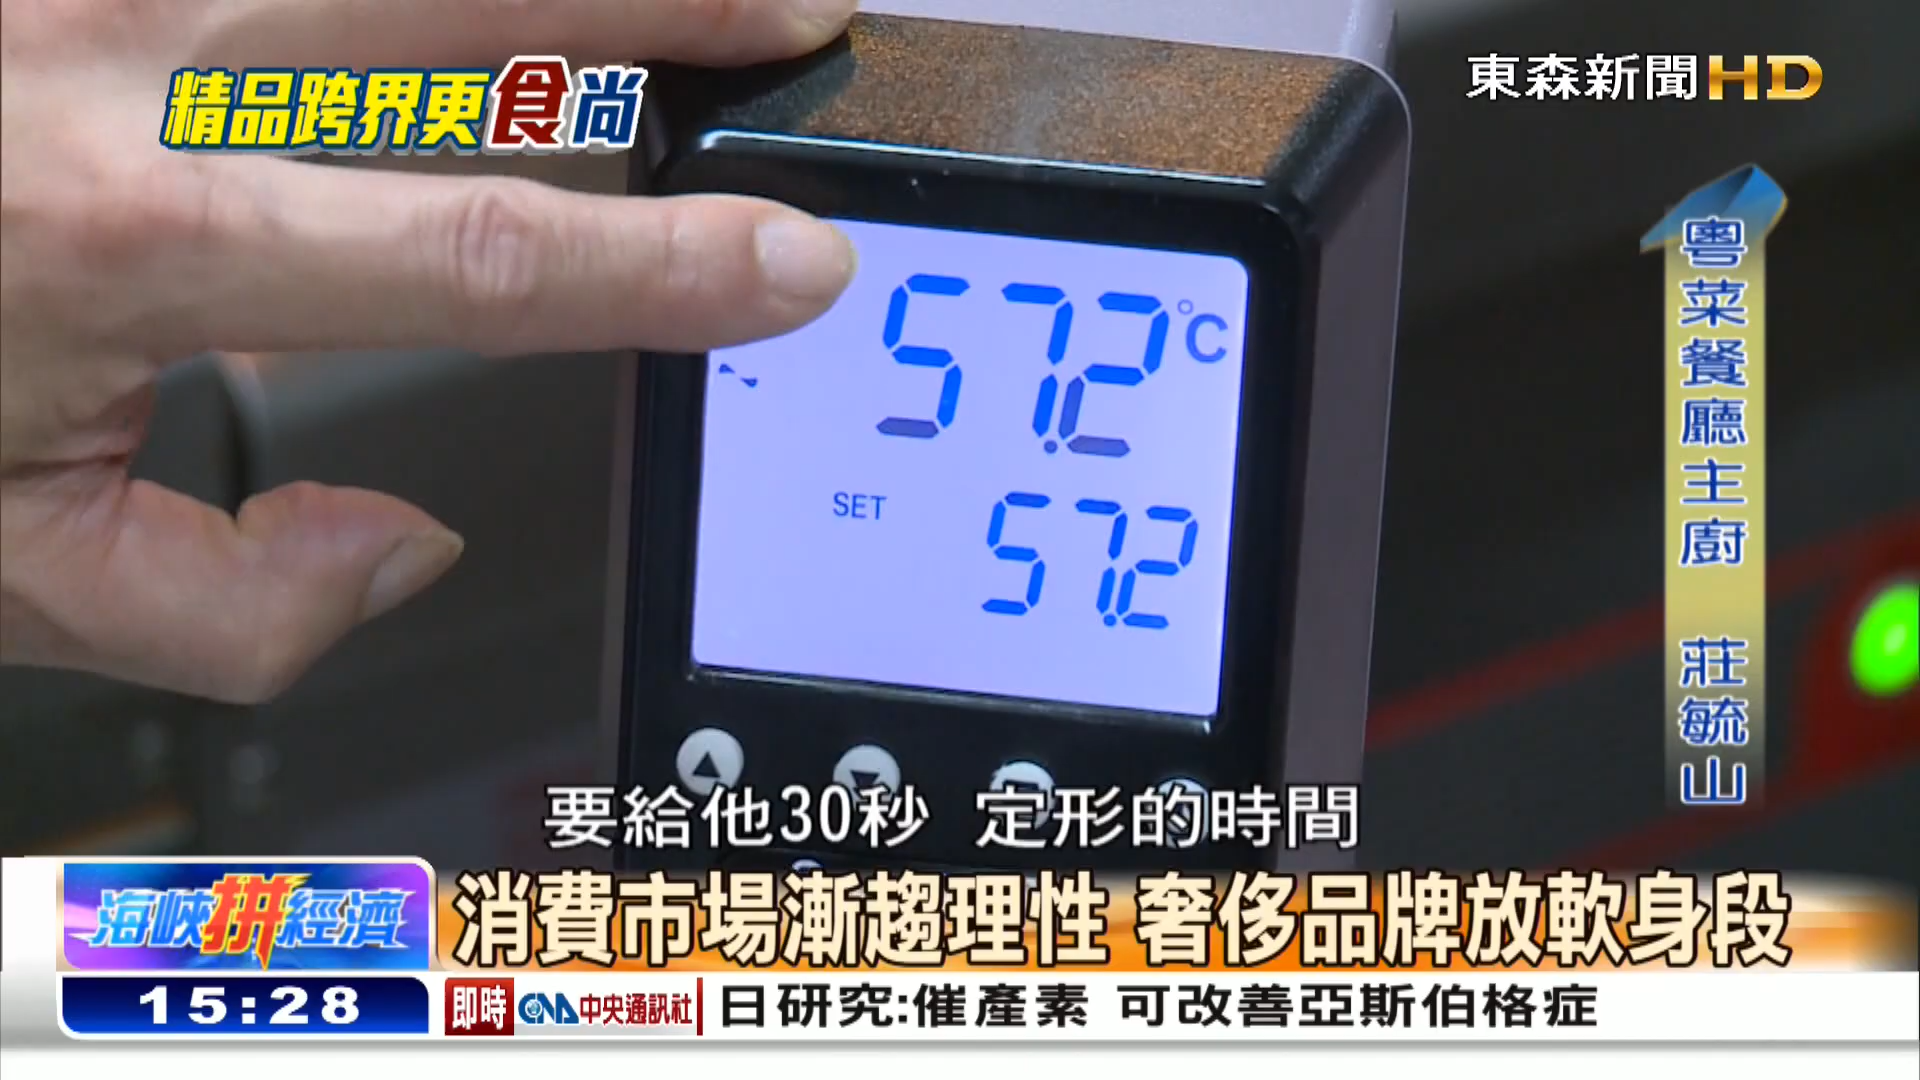 精品跨界更食尚
東森新聞HD
粵菜餐廳主廚 莊毓山
57.2°C
SET 57.2
要給他30秒 定形的時間
海峽拼經濟
消費市場漸趨理性 奢侈品牌放軟身段
15:28
即時 CNA中央通訊社 日研究:催產素 可改善亞斯伯格症